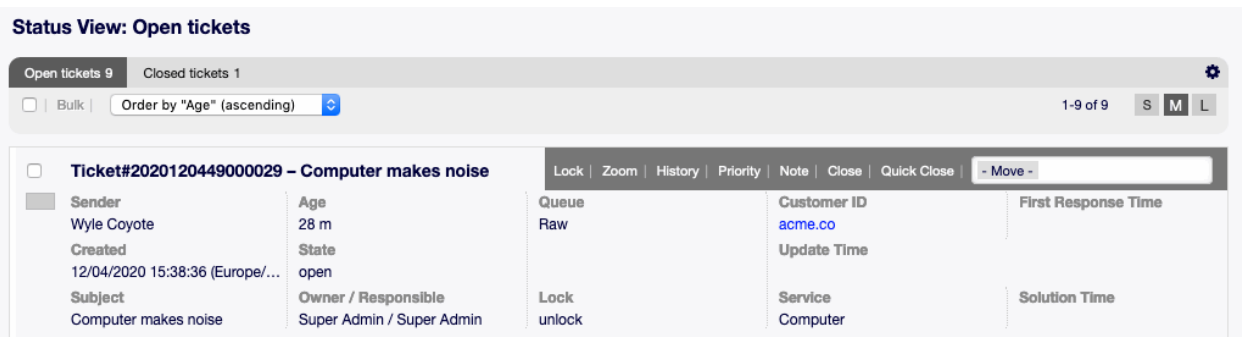 Status View: Open tickets
Open tickets 9 Closed tickets 1
| Bulk | Order by "Age" (ascending) 1-9 of 9 S M L
Ticket#2020120449000029 – Computer makes noise Lock | Zoom | History | Priority | Note | Close | Quick Close | - Move -
Sender Age Queue Customer ID First Response Time
Wyle Coyote 28 m Raw acme.co
Created State Update Time
12/04/2020 15:38:36 (Europe/... open
Subject Owner / Responsible Lock Service Solution Time
Computer makes noise Super Admin / Super Admin unlock Computer